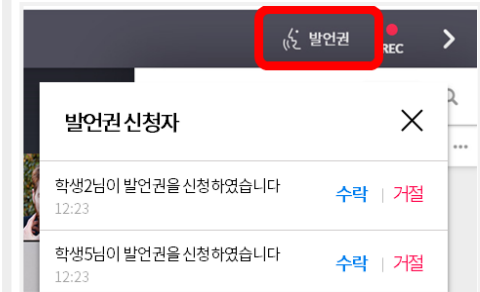 발언권
REC
발언권 신청자
학생2님이 발언권을 신청하였습니다
수락 | 거절
12:23
학생5님이 발언권을 신청하였습니다
수락 | 거절
12:23